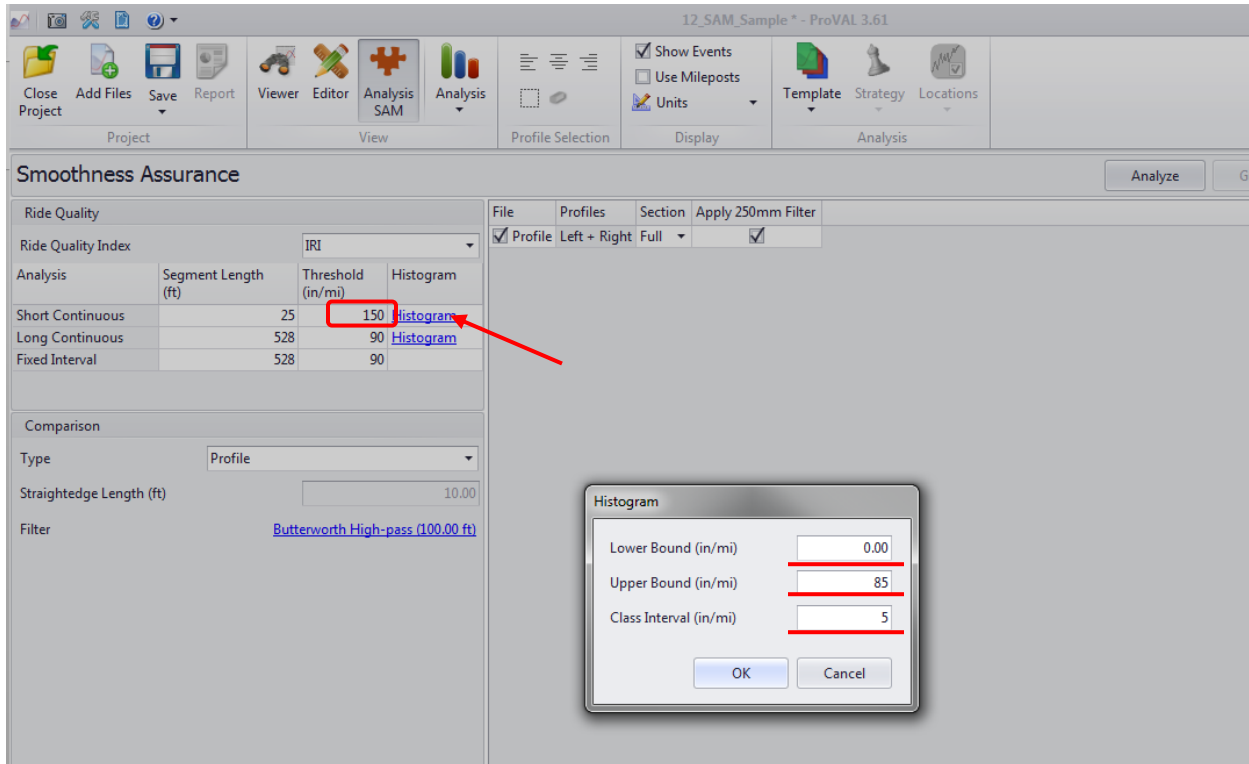 12_SAM_Sample * - ProVAL 3.61
Close Project
Add Files
Save
Report
Viewer
Editor
Analysis SAM
Analysis
Show Events
Use Mileposts
Units
Template
Strategy
Locations
Project
View
Profile Selection
Display
Analysis
Smoothness Assurance
Analyze
G
Ride Quality
Ride Quality Index IRI
Analysis Segment Length (ft) Threshold (in/mi) Histogram
Short Continuous 25 150 Histogram
Long Continuous 528 90 Histogram
Fixed Interval 528 90
Comparison
Type Profile
Straightedge Length (ft) 10.00
Filter Butterworth High-pass (100.00 ft)
File Profiles Section Apply 250mm Filter
Profile Left + Right Full
Histogram
Lower Bound (in/mi) 0.00
Upper Bound (in/mi) 85
Class Interval (in/mi) 5
OK Cancel